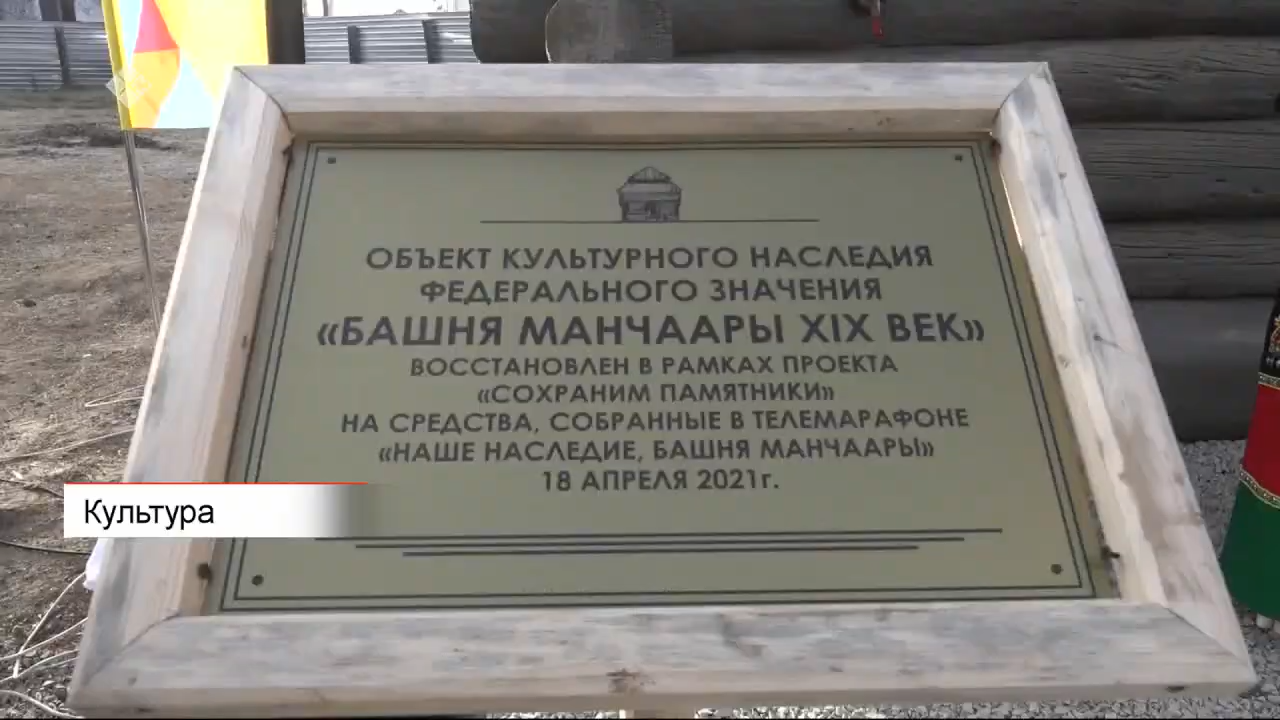 ОБЪЕКТ КУЛЬТУРНОГО НАСЛЕДИЯ
ФЕДЕРАЛЬНОГО ЗНАЧЕНИЯ
«БАШНЯ МАНЧААРЫ XIX ВЕК»
ВОССТАНОВЛЕН В РАМКАХ ПРОЕКТА
«СОХРАНИМ ПАМЯТНИКИ»
НА СРЕДСТВА, СОБРАННЫЕ В ТЕЛЕМАРАФОНЕ
«НАШЕ НАСЛЕДИЕ, БАШНЯ МАНЧААРЫ»
18 АПРЕЛЯ 2021г.
Культура